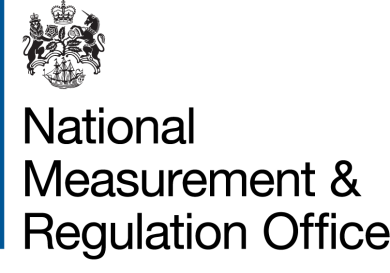 National
Measurement &
Regulation Office